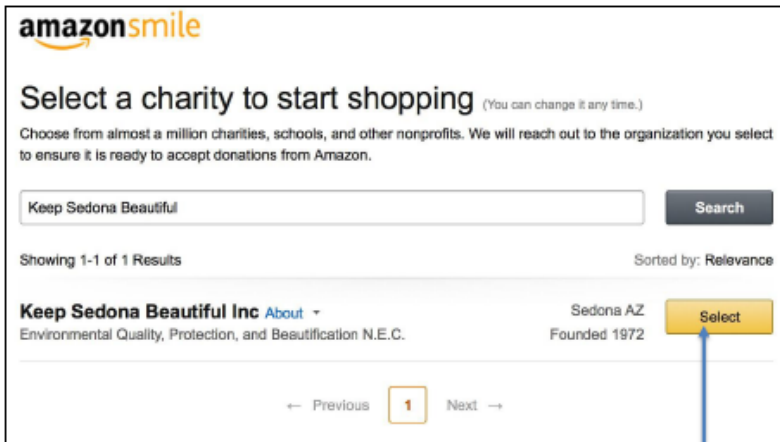 amazonsmile
Select a charity to start shopping (You can change it any time.)
Choose from almost a million charities, schools, and other nonprofits. We will reach out to the organization you select
to ensure it is ready to accept donations from Amazon.
Keep Sedona Beautiful Search
Showing 1-1 of 1 Results Sorted by: Relevance
Keep Sedona Beautiful Inc About Sedona AZ Select
Environmental Quality, Protection, and Beautification N.E.C. Founded 1972
← Previous 1 Next →